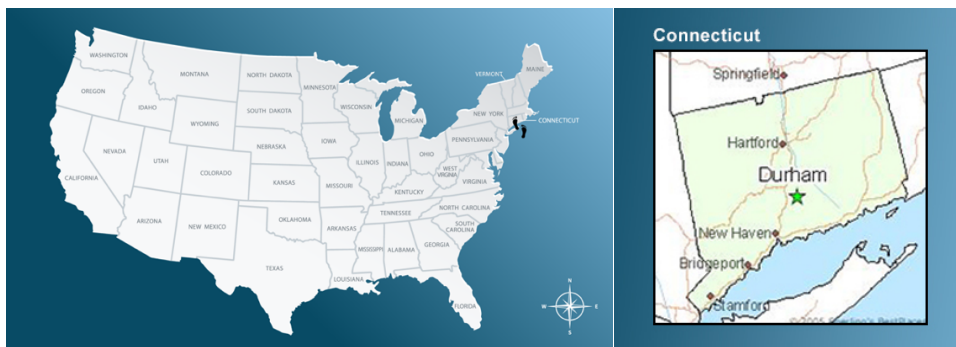 WASHINGTON
OREGON
CALIFORNIA
NEVADA
IDAHO
MONTANA
WYOMING
UTAH
ARIZONA
COLORADO
NEW MEXICO
NORTH DAKOTA
SOUTH DAKOTA
NEBRASKA
KANSAS
OKLAHOMA
TEXAS
MINNESOTA
IOWA
MISSOURI
ARKANSAS
LOUISIANA
WISCONSIN
ILLINOIS
MICHIGAN
INDIANA
OHIO
KENTUCKY
TENNESSEE
MISSISSIPPI
ALABAMA
GEORGIA
FLORIDA
SOUTH
CAROLINA
NORTH CAROLINA
VIRGINIA
WEST
VIRGINIA
PENNSYLVANIA
NEW YORK
VERMONT
MAINE
CONNECTICUT
N
W
E
S
Connecticut
Springfield
Hartford
Durham
New Haven
Bridgeport
Stamford
© 2005 Sperling's BestPlaces